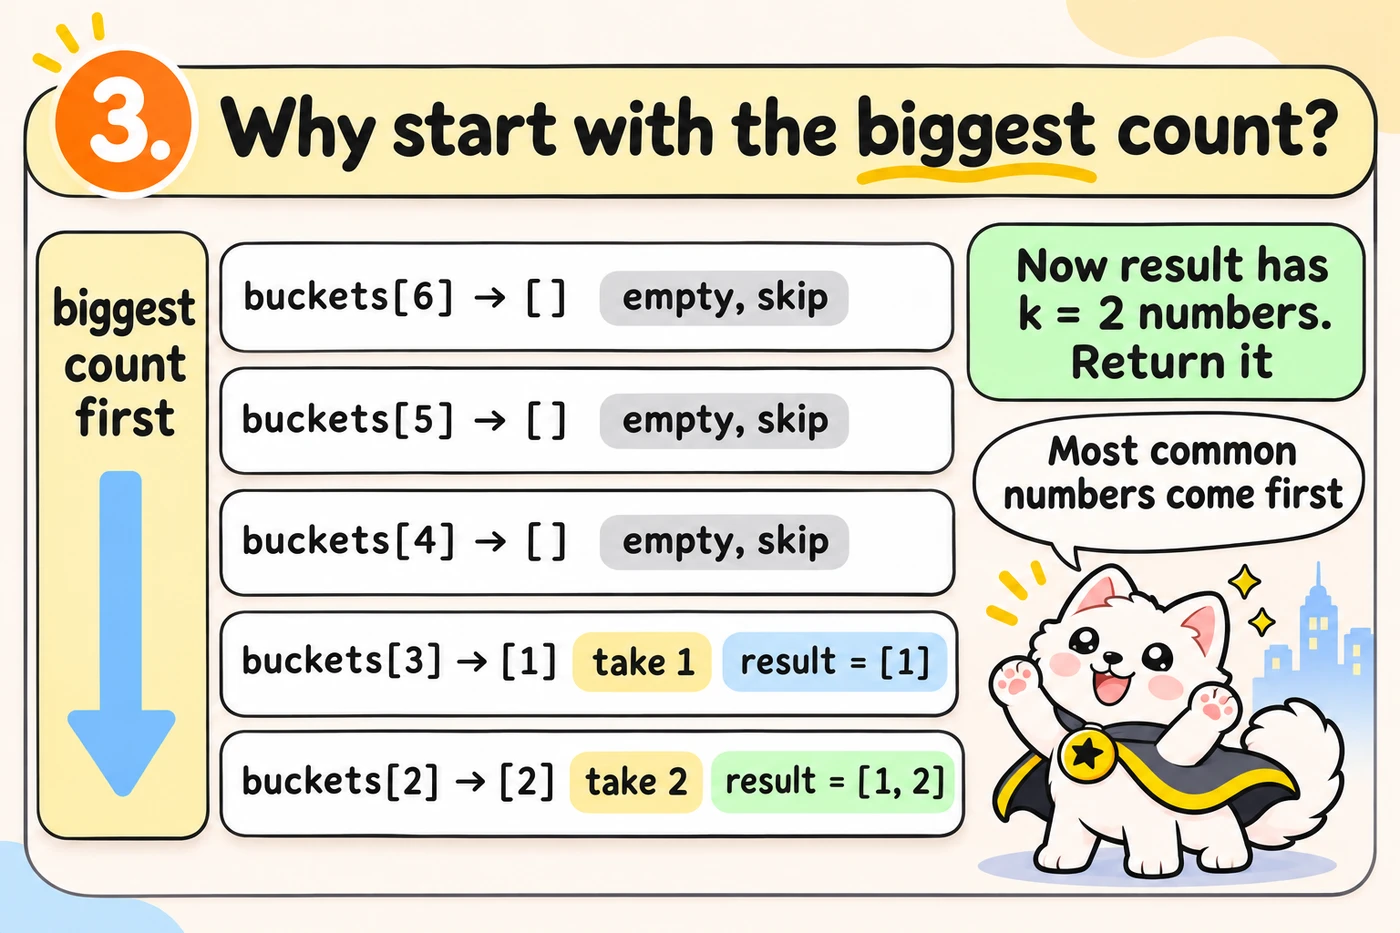 3. Why start with the biggest count?
biggest
count
first
buckets[6] → [] empty, skip
buckets[5] → [] empty, skip
buckets[4] → [] empty, skip
buckets[3] → [1] take 1 result = [1]
buckets[2] → [2] take 2 result = [1, 2]
Now result has
k = 2 numbers.
Return it
Most common
numbers come first